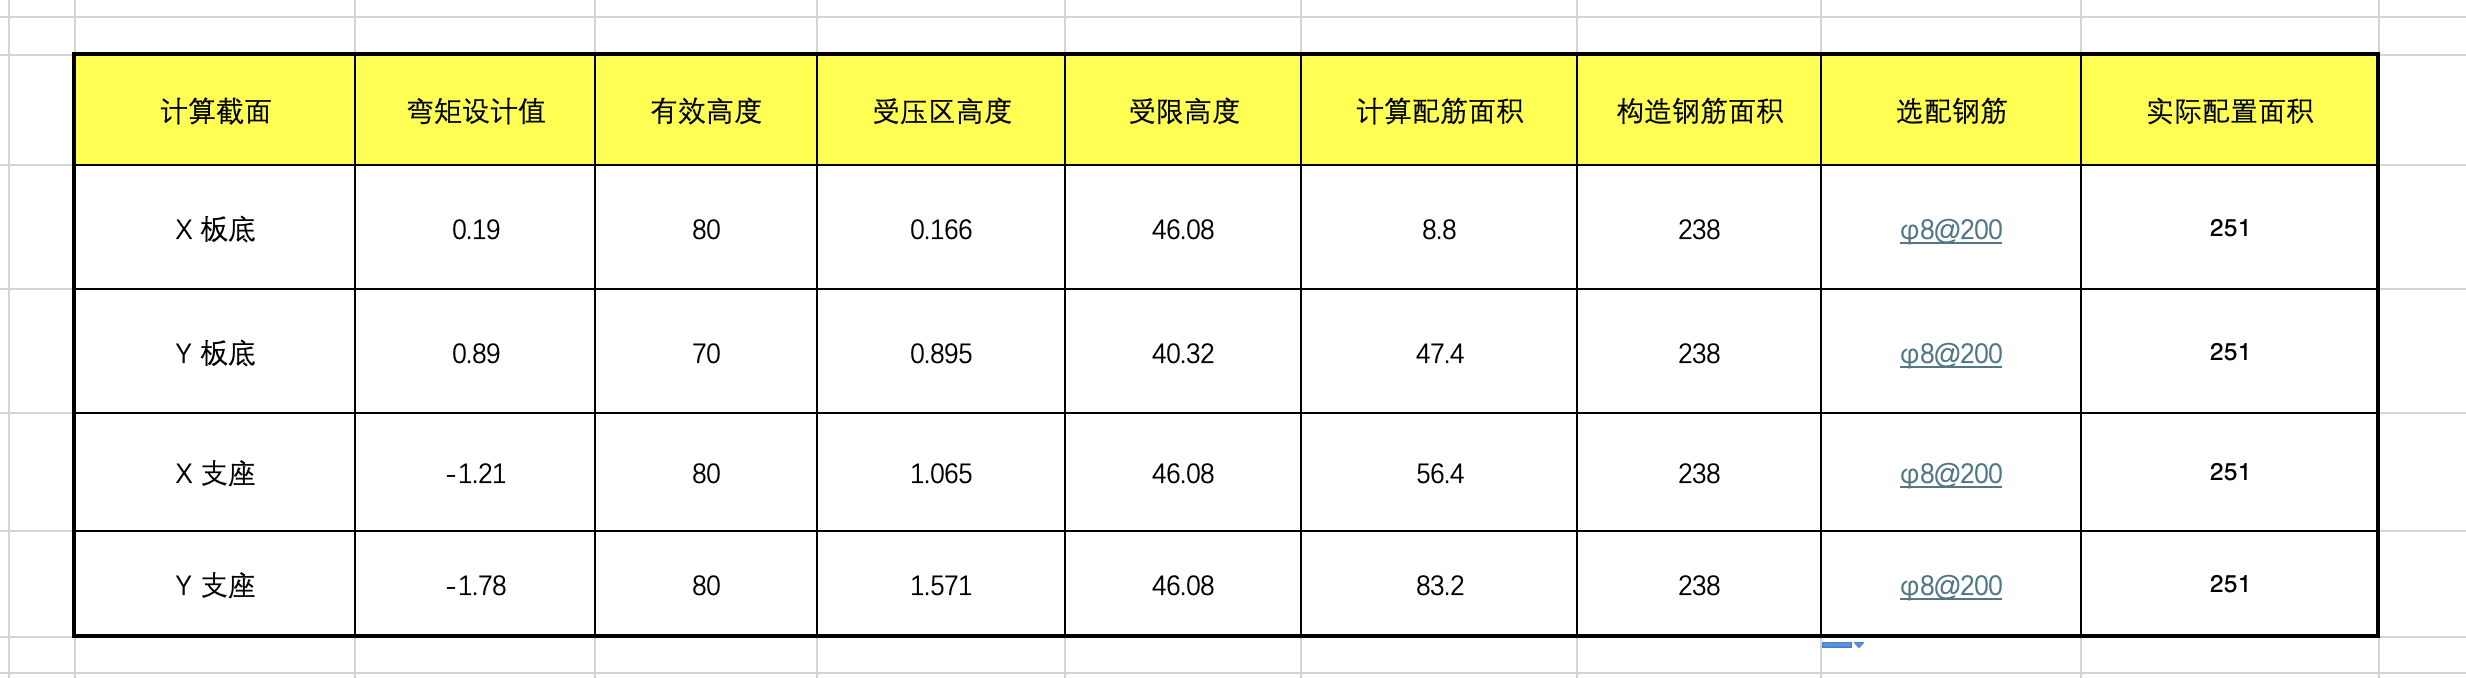 计算截面 弯矩设计值 有效高度 受压区高度 受限高度 计算配筋面积 构造钢筋面积 选配钢筋 实际配置面积
X 板底 0.19 80 0.166 46.08 8.8 238 φ8@200 251
Y 板底 0.89 70 0.895 40.32 47.4 238 φ8@200 251
X 支座 -1.21 80 1.065 46.08 56.4 238 φ8@200 251
Y 支座 -1.78 80 1.571 46.08 83.2 238 φ8@200 251